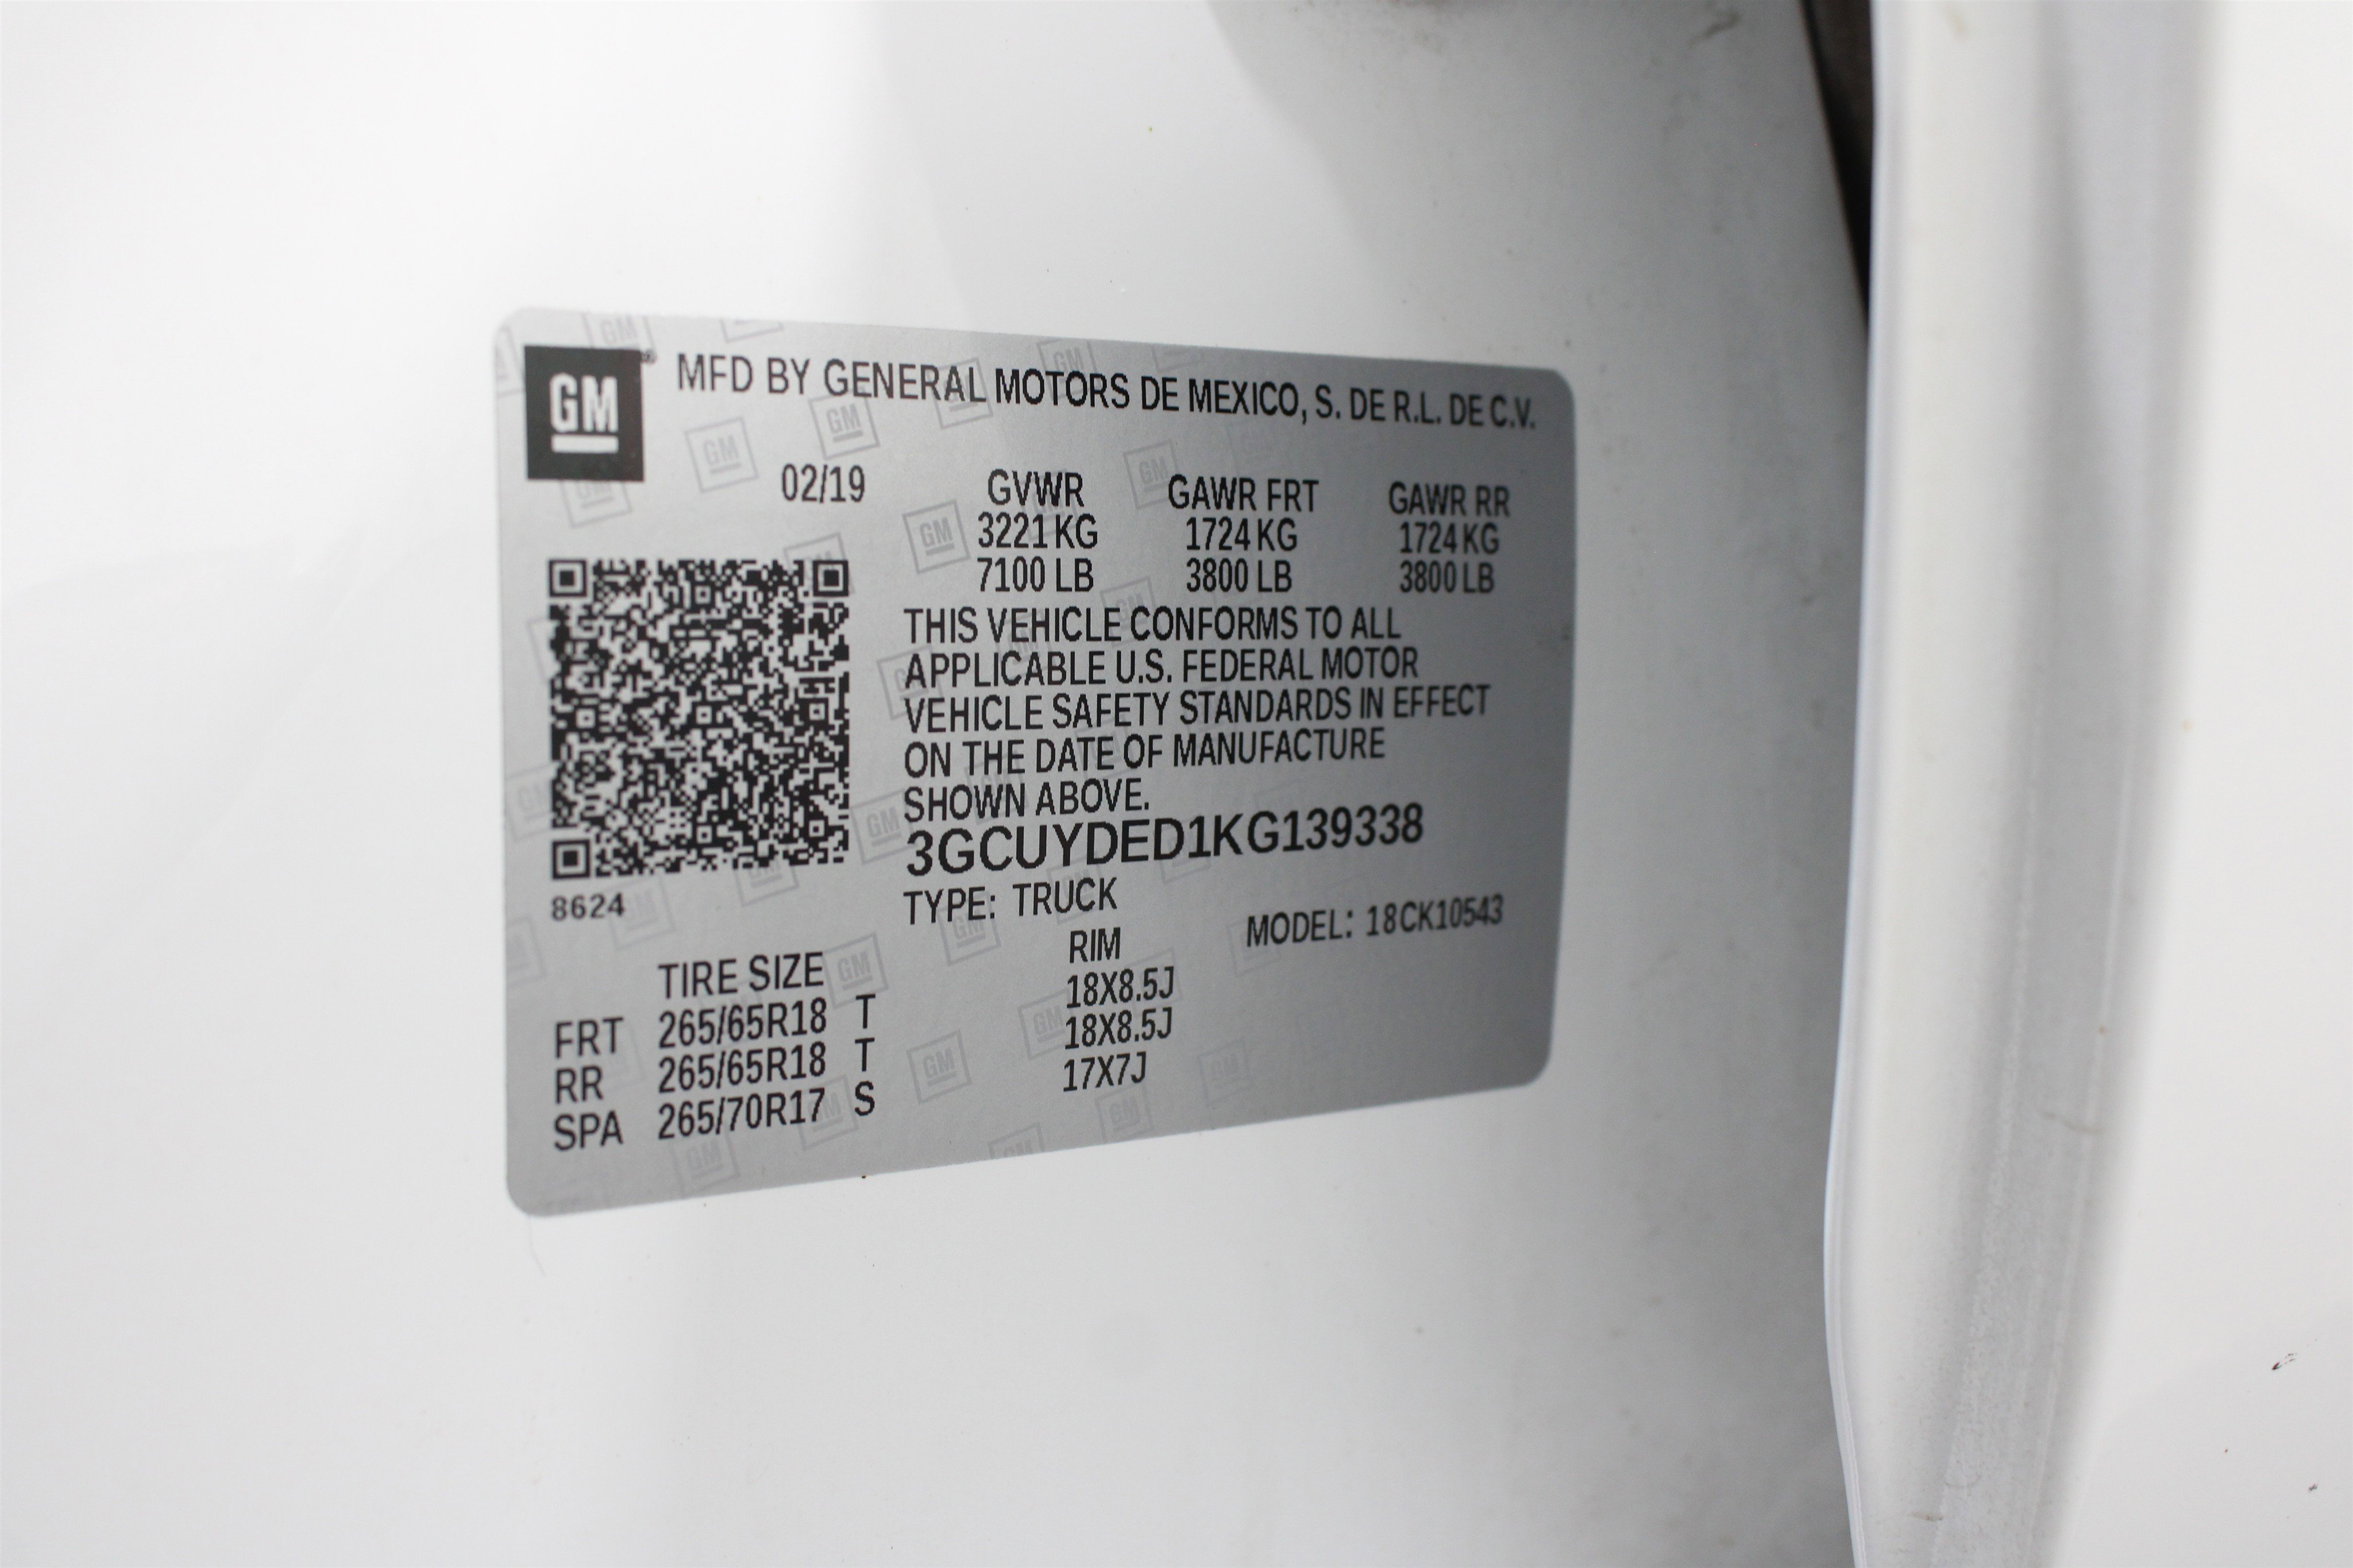 GM
MFD BY GENERAL MOTORS DE MEXICO, S. DE R.L. DE C.V.
02/19 GVWR GAWR FRT GAWR RR
3221 KG 1724 KG 1724 KG
7100 LB 3800 LB 3800 LB
THIS VEHICLE CONFORMS TO ALL
APPLICABLE U.S. FEDERAL MOTOR
VEHICLE SAFETY STANDARDS IN EFFECT
ON THE DATE OF MANUFACTURE
SHOWN ABOVE.
3GCUYDED1KG139338
8624
TYPE: TRUCK
MODEL: 18CK10543
TIRE SIZE RIM
FRT 265/65R18 T 18X8.5J
RR 265/65R18 T 18X8.5J
SPA 265/70R17 S 17X7J